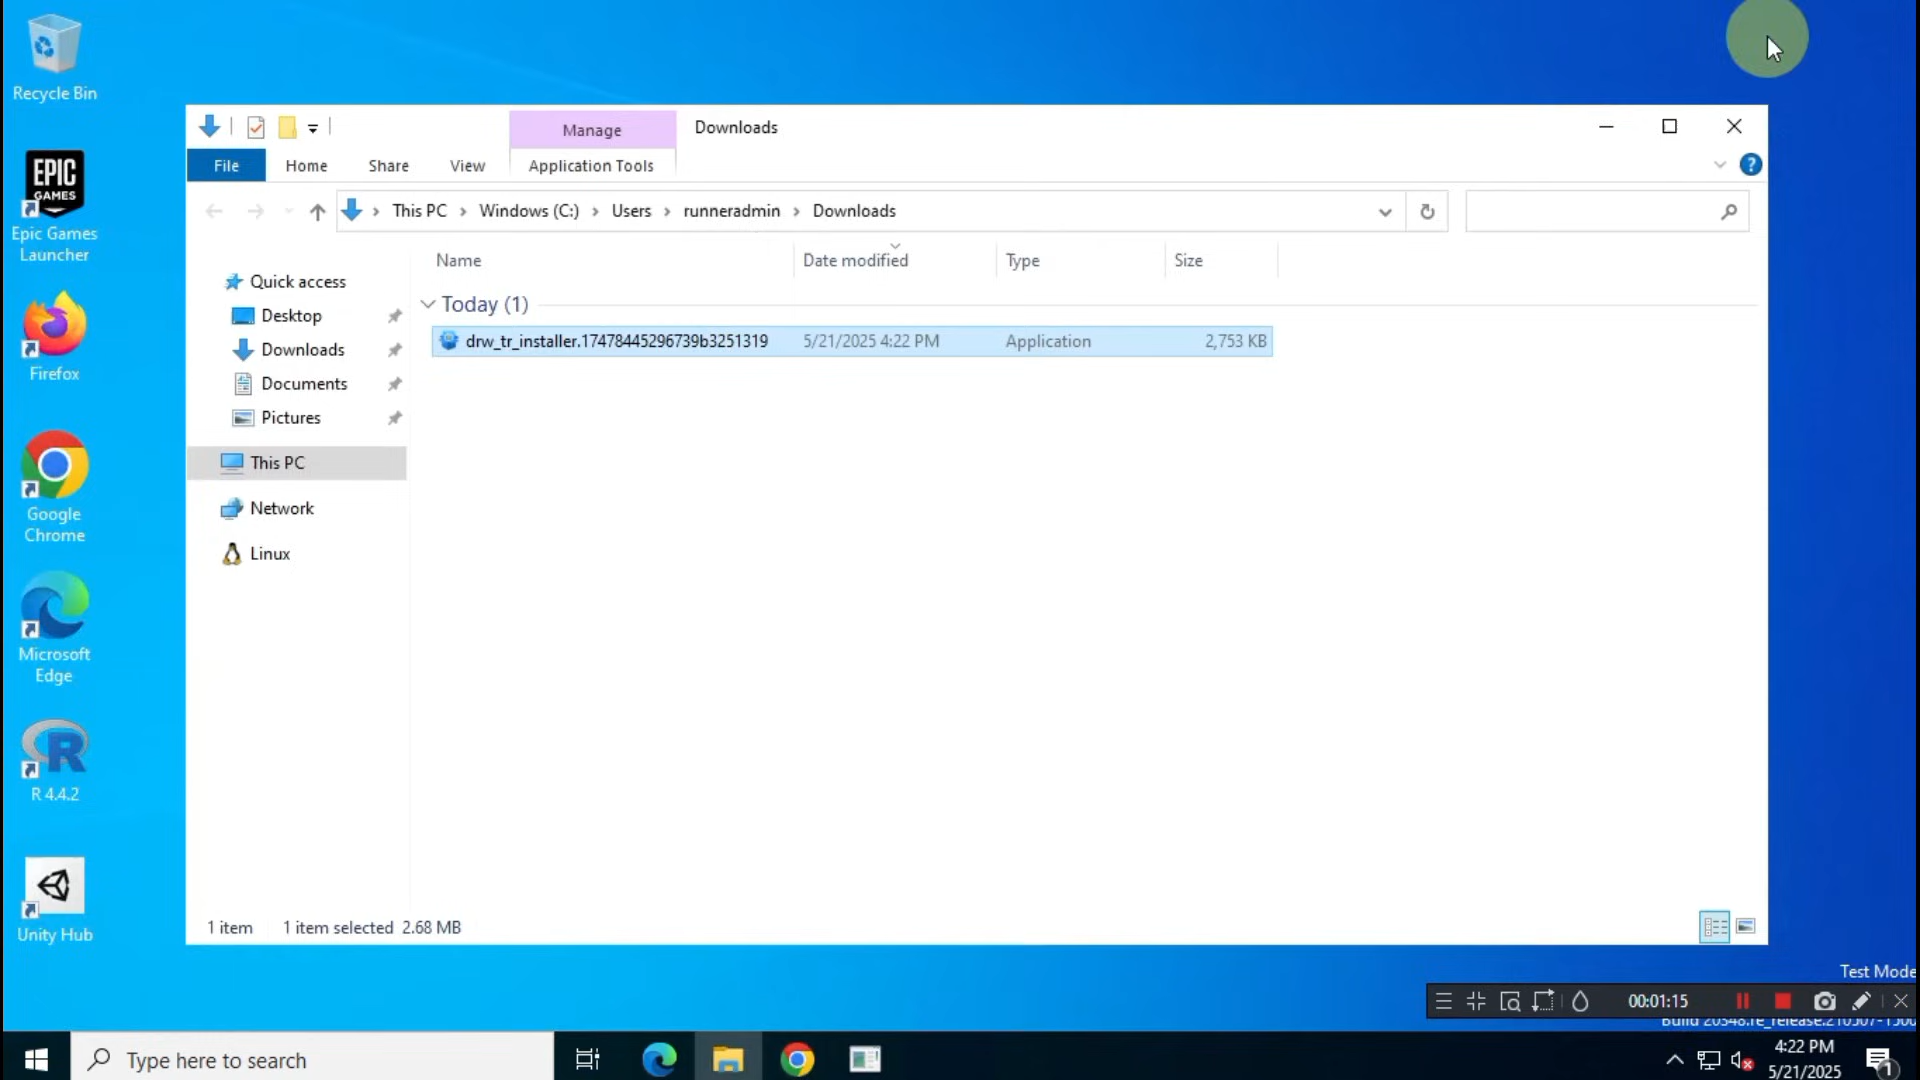 Recycle Bin
EPIC
GAMES
Epic Games
Launcher
Firefox
Google
Chrome
Microsoft
Edge
R 4.4.2
Unity Hub
Manage
Downloads
File
Home
Share
View
Application Tools
?
This PC
Windows (C:)
Users
runneradmin
Downloads
Name
Date modified
Type
Size
Quick access
Desktop
Downloads
Documents
Pictures
This PC
Network
Linux
Today (1)
drw_tr_installer.17478445296739b3251319
5/21/2025 4:22 PM
Application
2,753 KB
1 item
1 item selected 2.68 MB
Test Mode
00:01:15
Type here to search
4:22 PM
5/21/2025
1